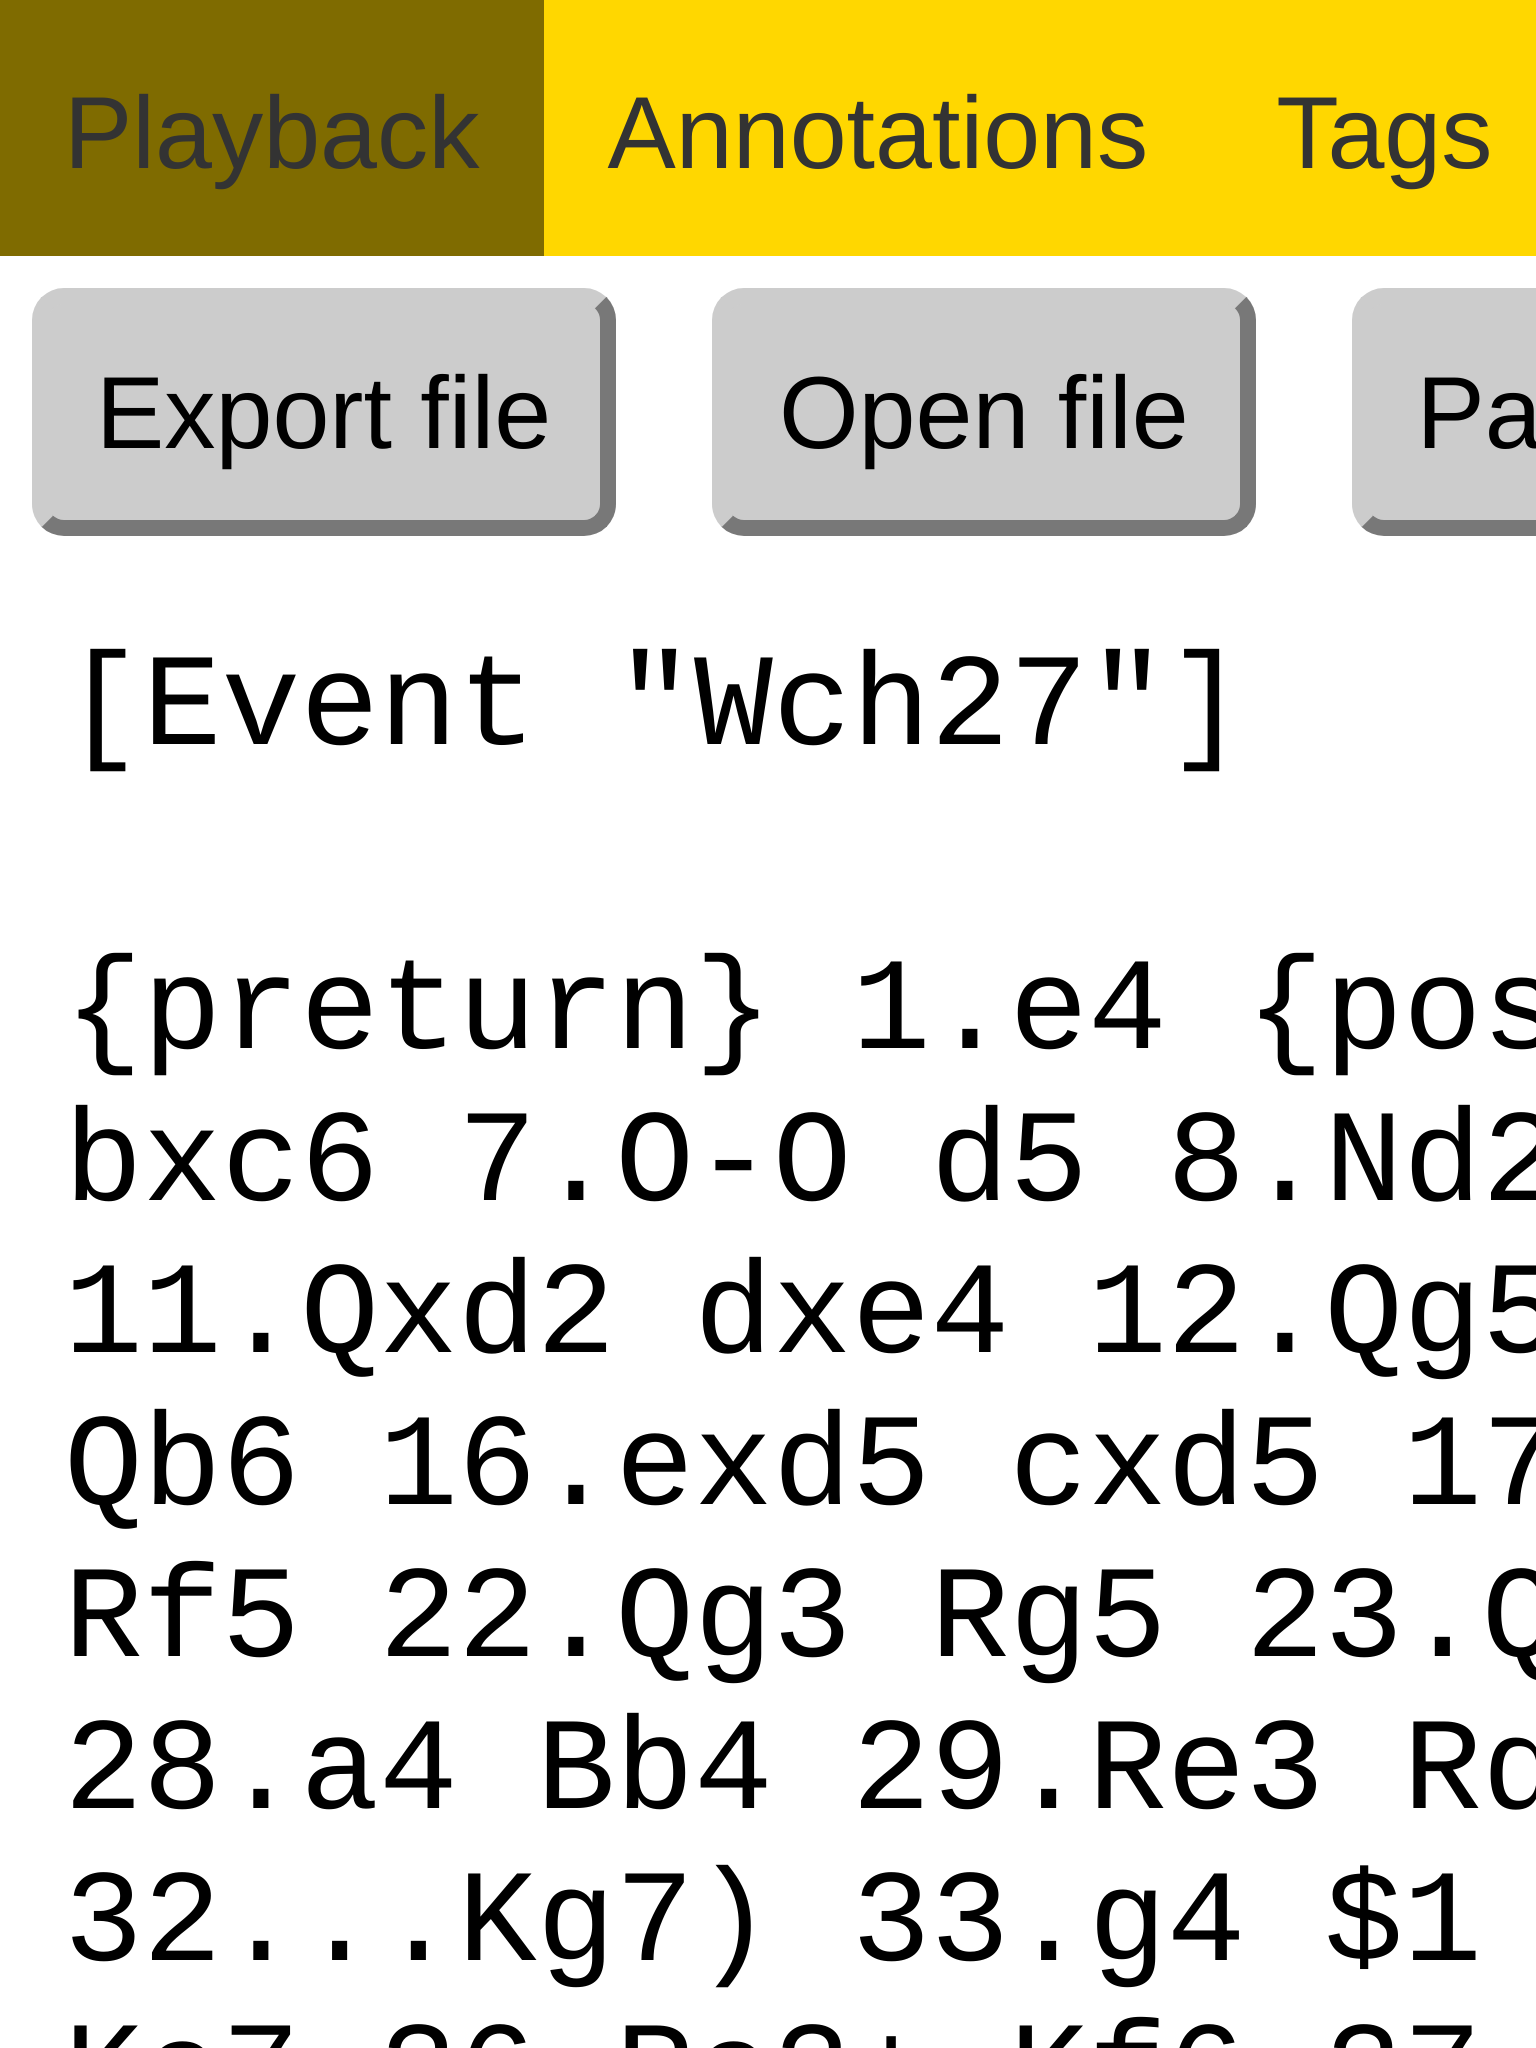 Playback Annotations Tags
Export file Open file Pa
[Event "Wch27"]
{preturn} 1.e4 {pos
bxc6 7.O-O d5 8.Nd2
11.Qxd2 dxe4 12.Qg5
Qb6 16.exd5 cxd5 17
Rf5 22.Qg3 Rg5 23.Q
28.a4 Bb4 29.Re3 Rd
32...Kg7) 33.g4 $1